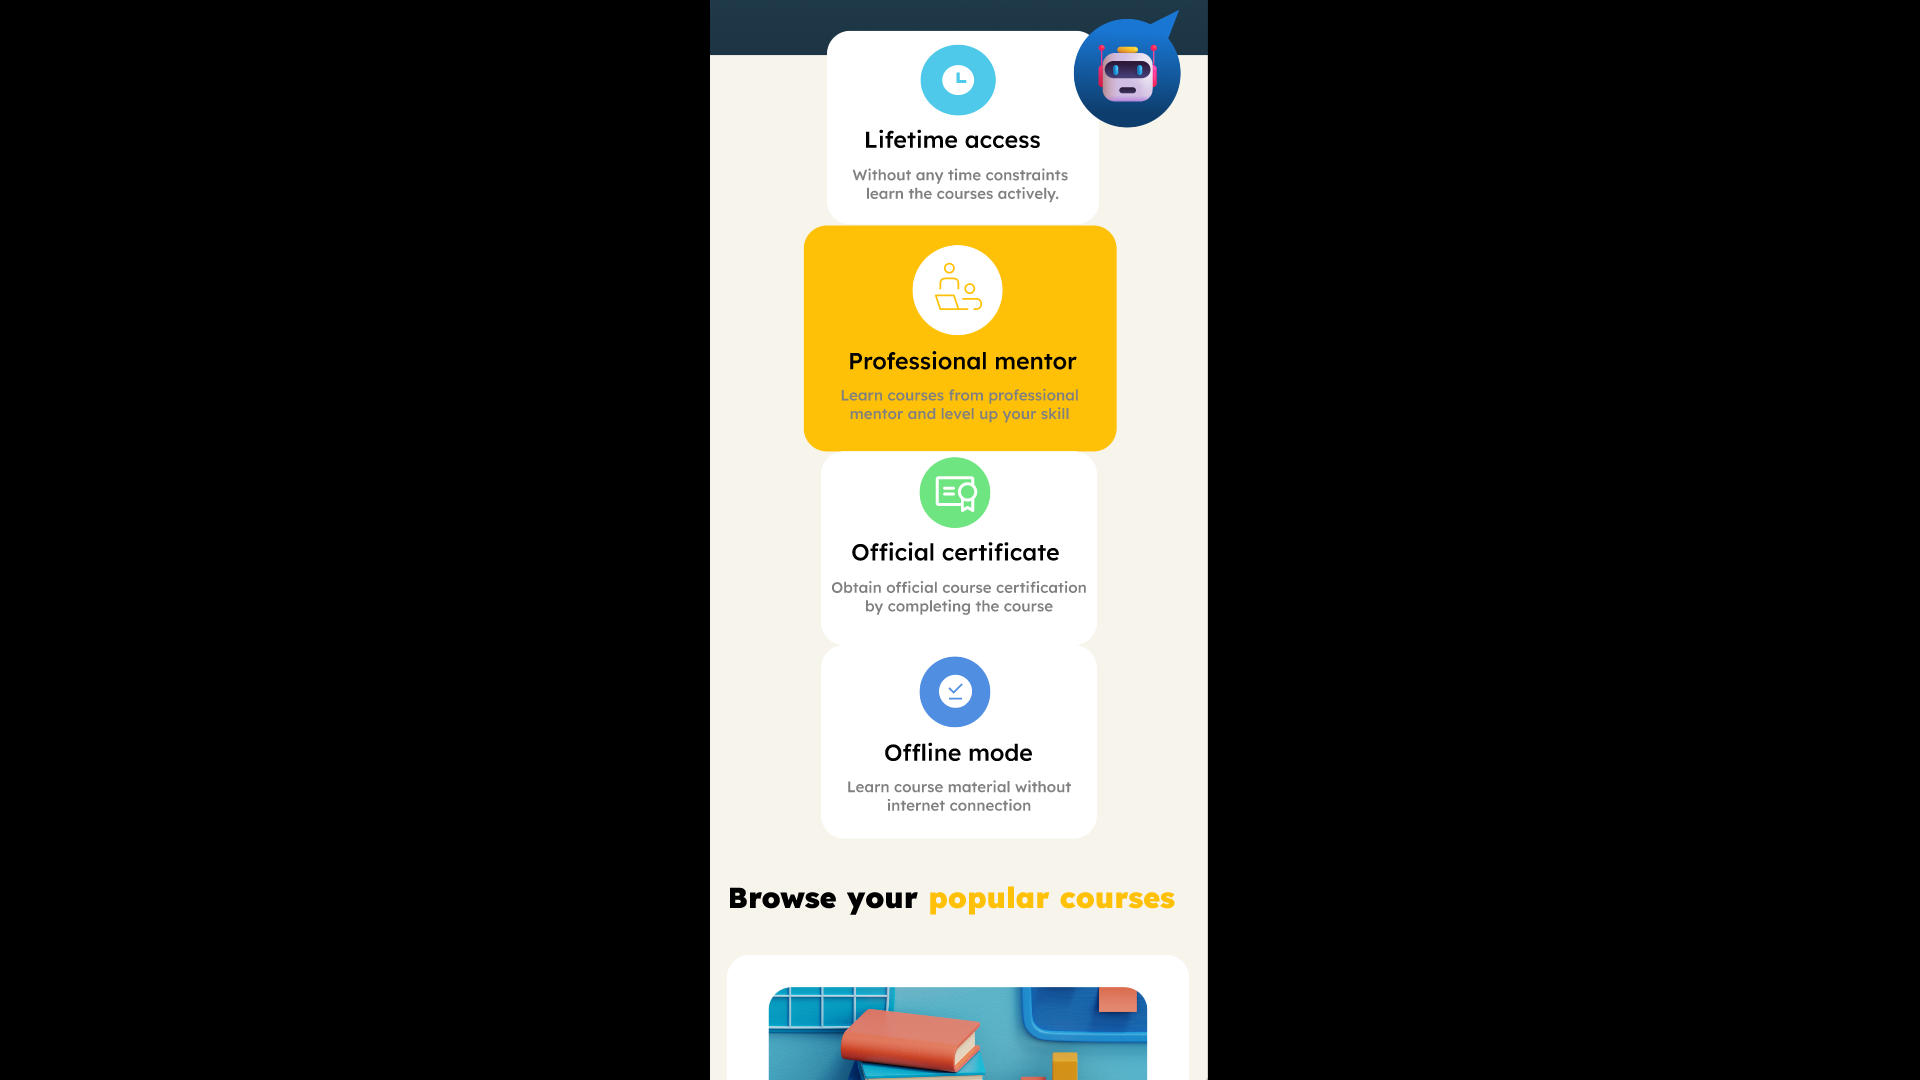 Lifetime access
Without any time constraints
learn the courses actively.
Professional mentor
Learn courses from professional
mentor and level up your skill
Official certificate
Obtain official course certification
by completing the course
Offline mode
Learn course material without
internet connection
Browse your popular courses